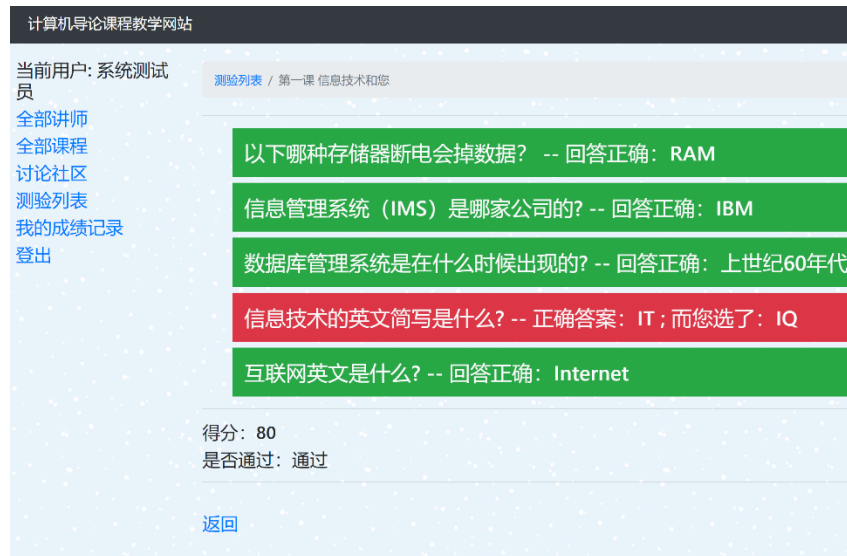 计算机导论课程教学网站
当前用户: 系统测试
员
全部讲师
全部课程
讨论社区
测验列表
我的成绩记录
登出
测验列表 / 第一课 信息技术和您
以下哪种存储器断电会掉数据？ -- 回答正确：RAM
信息管理系统（IMS）是哪家公司的? -- 回答正确：IBM
数据库管理系统是在什么时候出现的? -- 回答正确：上世纪60年代
信息技术的英文简写是什么? -- 正确答案：IT ; 而您选了：IQ
互联网英文是什么? -- 回答正确：Internet
得分：80
是否通过：通过
返回